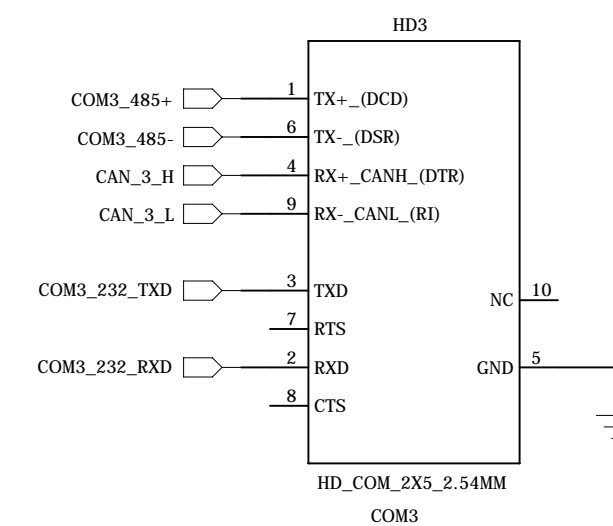 HD3
COM3_485+ 1 TX+_(DCD)
COM3_485- 6 TX-_(DSR)
CAN_3_H 4 RX+_CANH_(DTR)
CAN_3_L 9 RX-_CANL_(RI)
COM3_232_TXD 3 TXD
NC 10
7 RTS
COM3_232_RXD 2 RXD GND 5
8 CTS
HD_COM_2X5_2.54MM
COM3